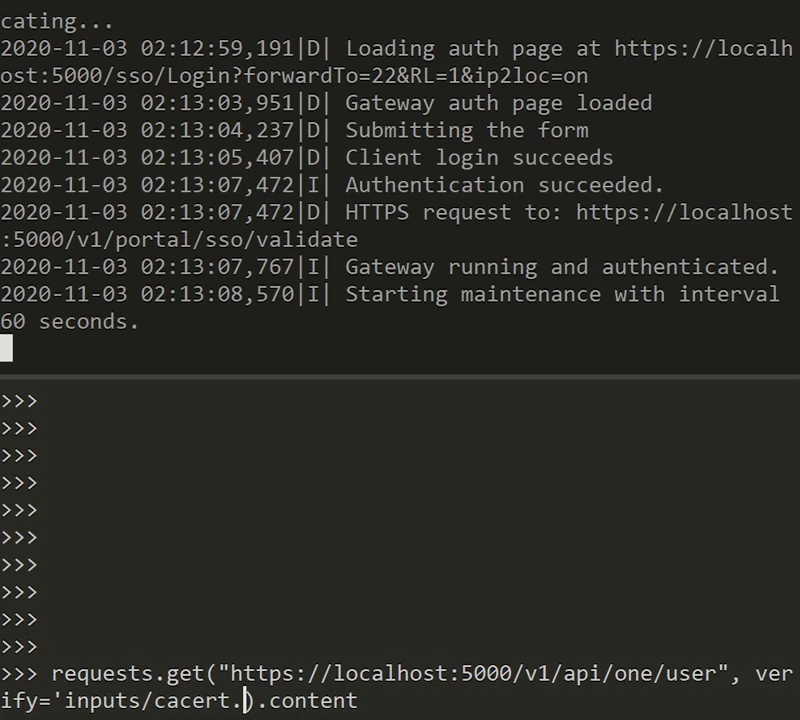 cating...
2020-11-03 02:12:59,191|D| Loading auth page at https://localh
ost:5000/sso/Login?forwardTo=22&RL=1&ip2loc=on
2020-11-03 02:13:03,951|D| Gateway auth page loaded
2020-11-03 02:13:04,237|D| Submitting the form
2020-11-03 02:13:05,407|D| Client login succeeds
2020-11-03 02:13:07,472|I| Authentication succeeded.
2020-11-03 02:13:07,472|D| HTTPS request to: https://localhost
:5000/v1/portal/sso/validate
2020-11-03 02:13:07,767|I| Gateway running and authenticated.
2020-11-03 02:13:08,570|I| Starting maintenance with interval
60 seconds.
>>>
>>>
>>>
>>>
>>>
>>>
>>>
>>>
>>>
>>>
>>> requests.get("https://localhost:5000/v1/api/one/user", ver
ify='inputs/cacert.).content